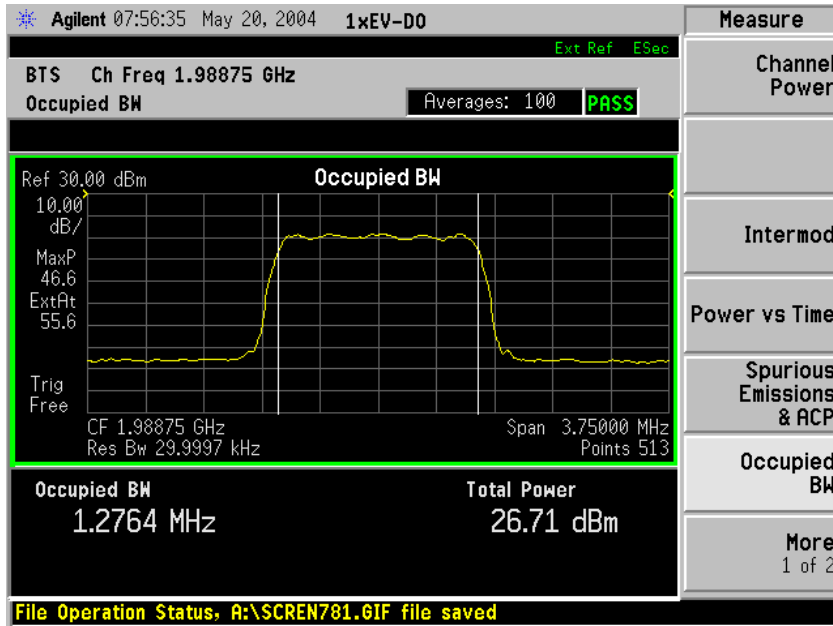 Agilent 07:56:35 May 20, 2004 1xEV-DO
Measure
Ext Ref ESec
BTS Ch Freq 1.98875 GHz
Occupied BW
Averages: 100 PASS
Ref 30.00 dBm
Occupied BW
10.00
dB/
MaxP
46.6
ExtAt
55.6
Trig
Free
CF 1.98875 GHz
Span 3.75000 MHz
Res Bw 29.9997 kHz
Points 513
Occupied BW
1.2764 MHz
Total Power
26.71 dBm
File Operation Status, A:\SCREN781.GIF file saved
Channel
Power
Intermod
Power vs Time
Spurious
Emissions
& ACP
Occupied
BW
More
1 of 2